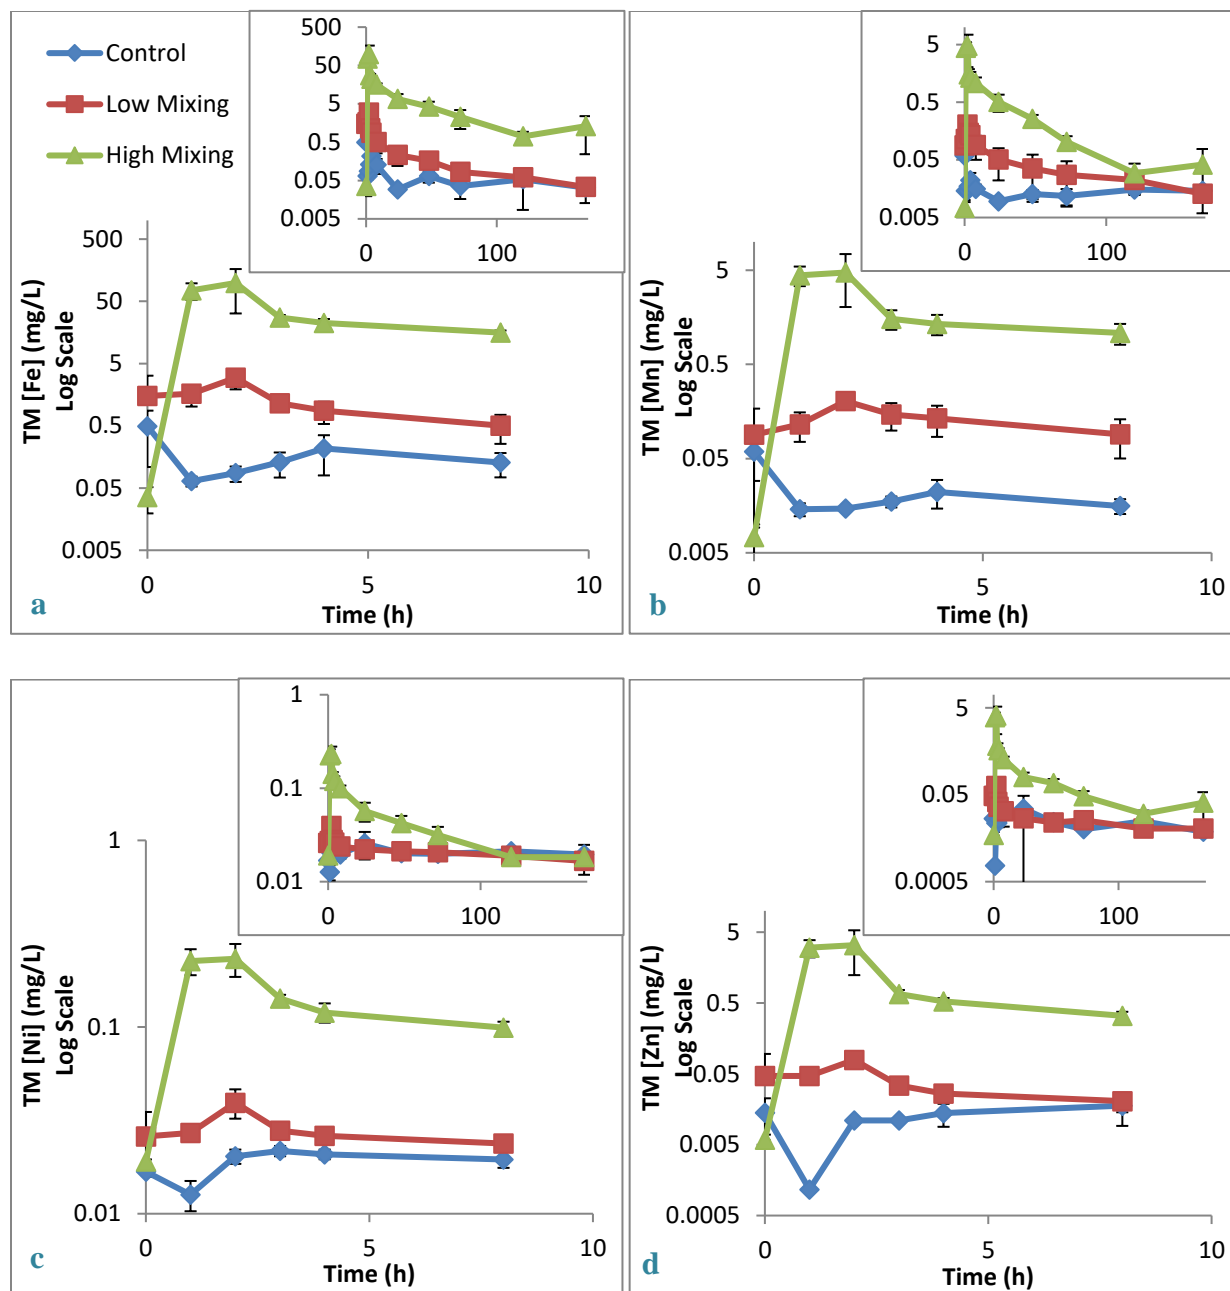 Control
Low Mixing
High Mixing
500
50
5
0.5
0.05
0.005
0
100
TM [Fe] (mg/L)
Log Scale
500
50
5
0.5
0.05
0.005
0
5
10
Time (h)
a
5
0.5
0.05
0.005
0
100
TM [Mn] (mg/L)
Log Scale
5
0.5
0.05
0.005
0
5
10
Time (h)
b
1
0.1
0.01
0
100
TM [Ni] (mg/L)
Log Scale
1
0.1
0.01
0
5
10
Time (h)
c
5
0.05
0.0005
0
100
TM [Zn] (mg/L)
Log Scale
5
0.5
0.05
0.005
0.0005
0
5
10
Time (h)
d